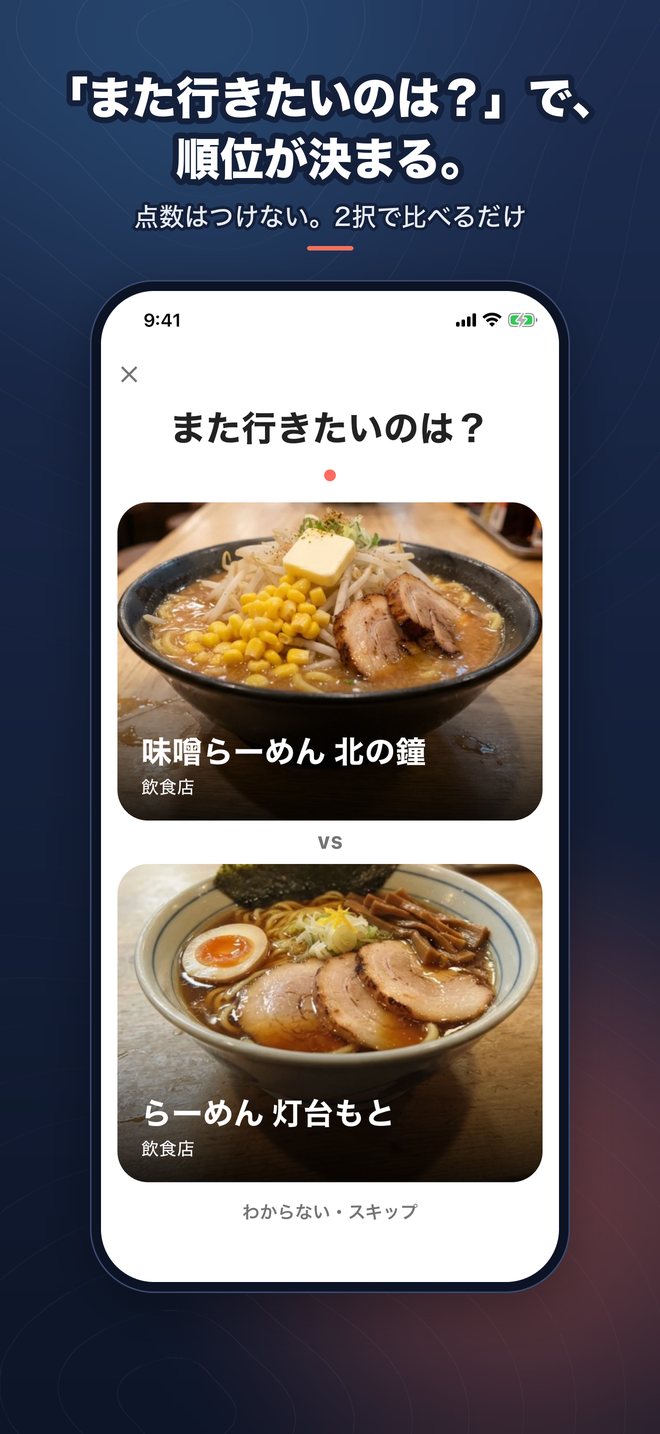 「また行きたいのは？」で、
順位が決まる。
点数はつけない。2択で比べるだけ
9:41
また行きたいのは？
味噌らーめん 北の鐘
飲食店
vs
らーめん 灯台もと
飲食店
わからない・スキップ